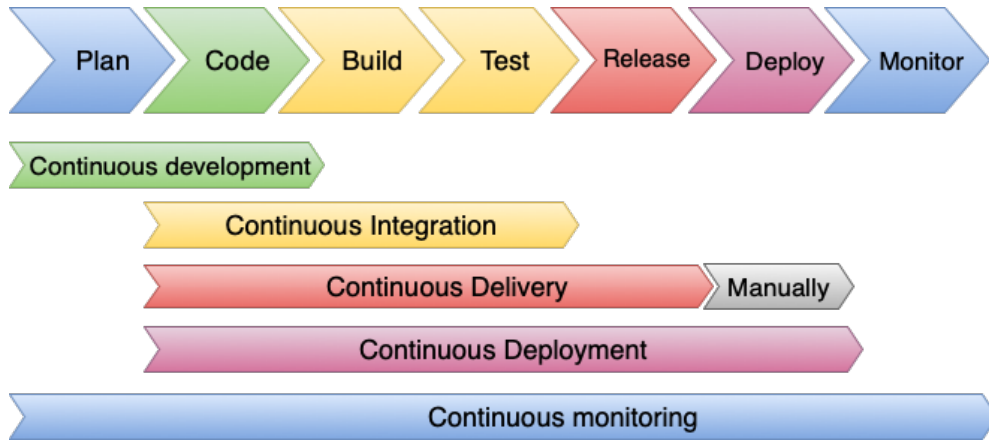 Plan
Code
Build
Test
Release
Deploy
Monitor
Continuous development
Continuous Integration
Continuous Delivery
Manually
Continuous Deployment
Continuous monitoring